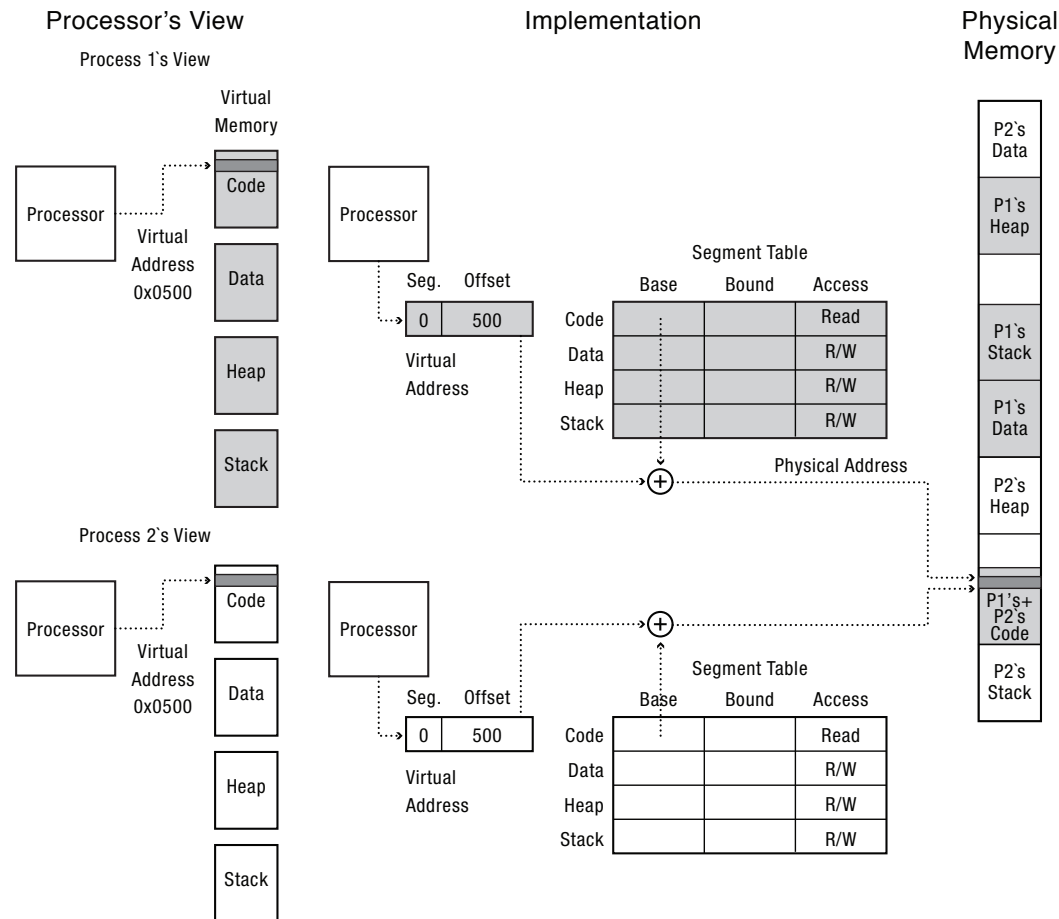 Processor's View
Implementation
Physical
Memory
Process 1`s View
Virtual
Memory
Processor
Virtual
Address
0x0500
Code
Data
Heap
Stack
Processor
Seg. Offset
0 500
Virtual
Address
Segment Table
Base Bound Access
Code Read
Data R/W
Heap R/W
Stack R/W
Physical Address
P2`s
Data
P1`s
Heap
P1`s
Stack
P1`s
Data
P2`s
Heap
P1's+
P2`s
Code
P2`s
Stack
Process 2`s View
Processor
Virtual
Address
0x0500
Code
Data
Heap
Stack
Processor
Seg. Offset
0 500
Virtual
Address
Segment Table
Base Bound Access
Code Read
Data R/W
Heap R/W
Stack R/W